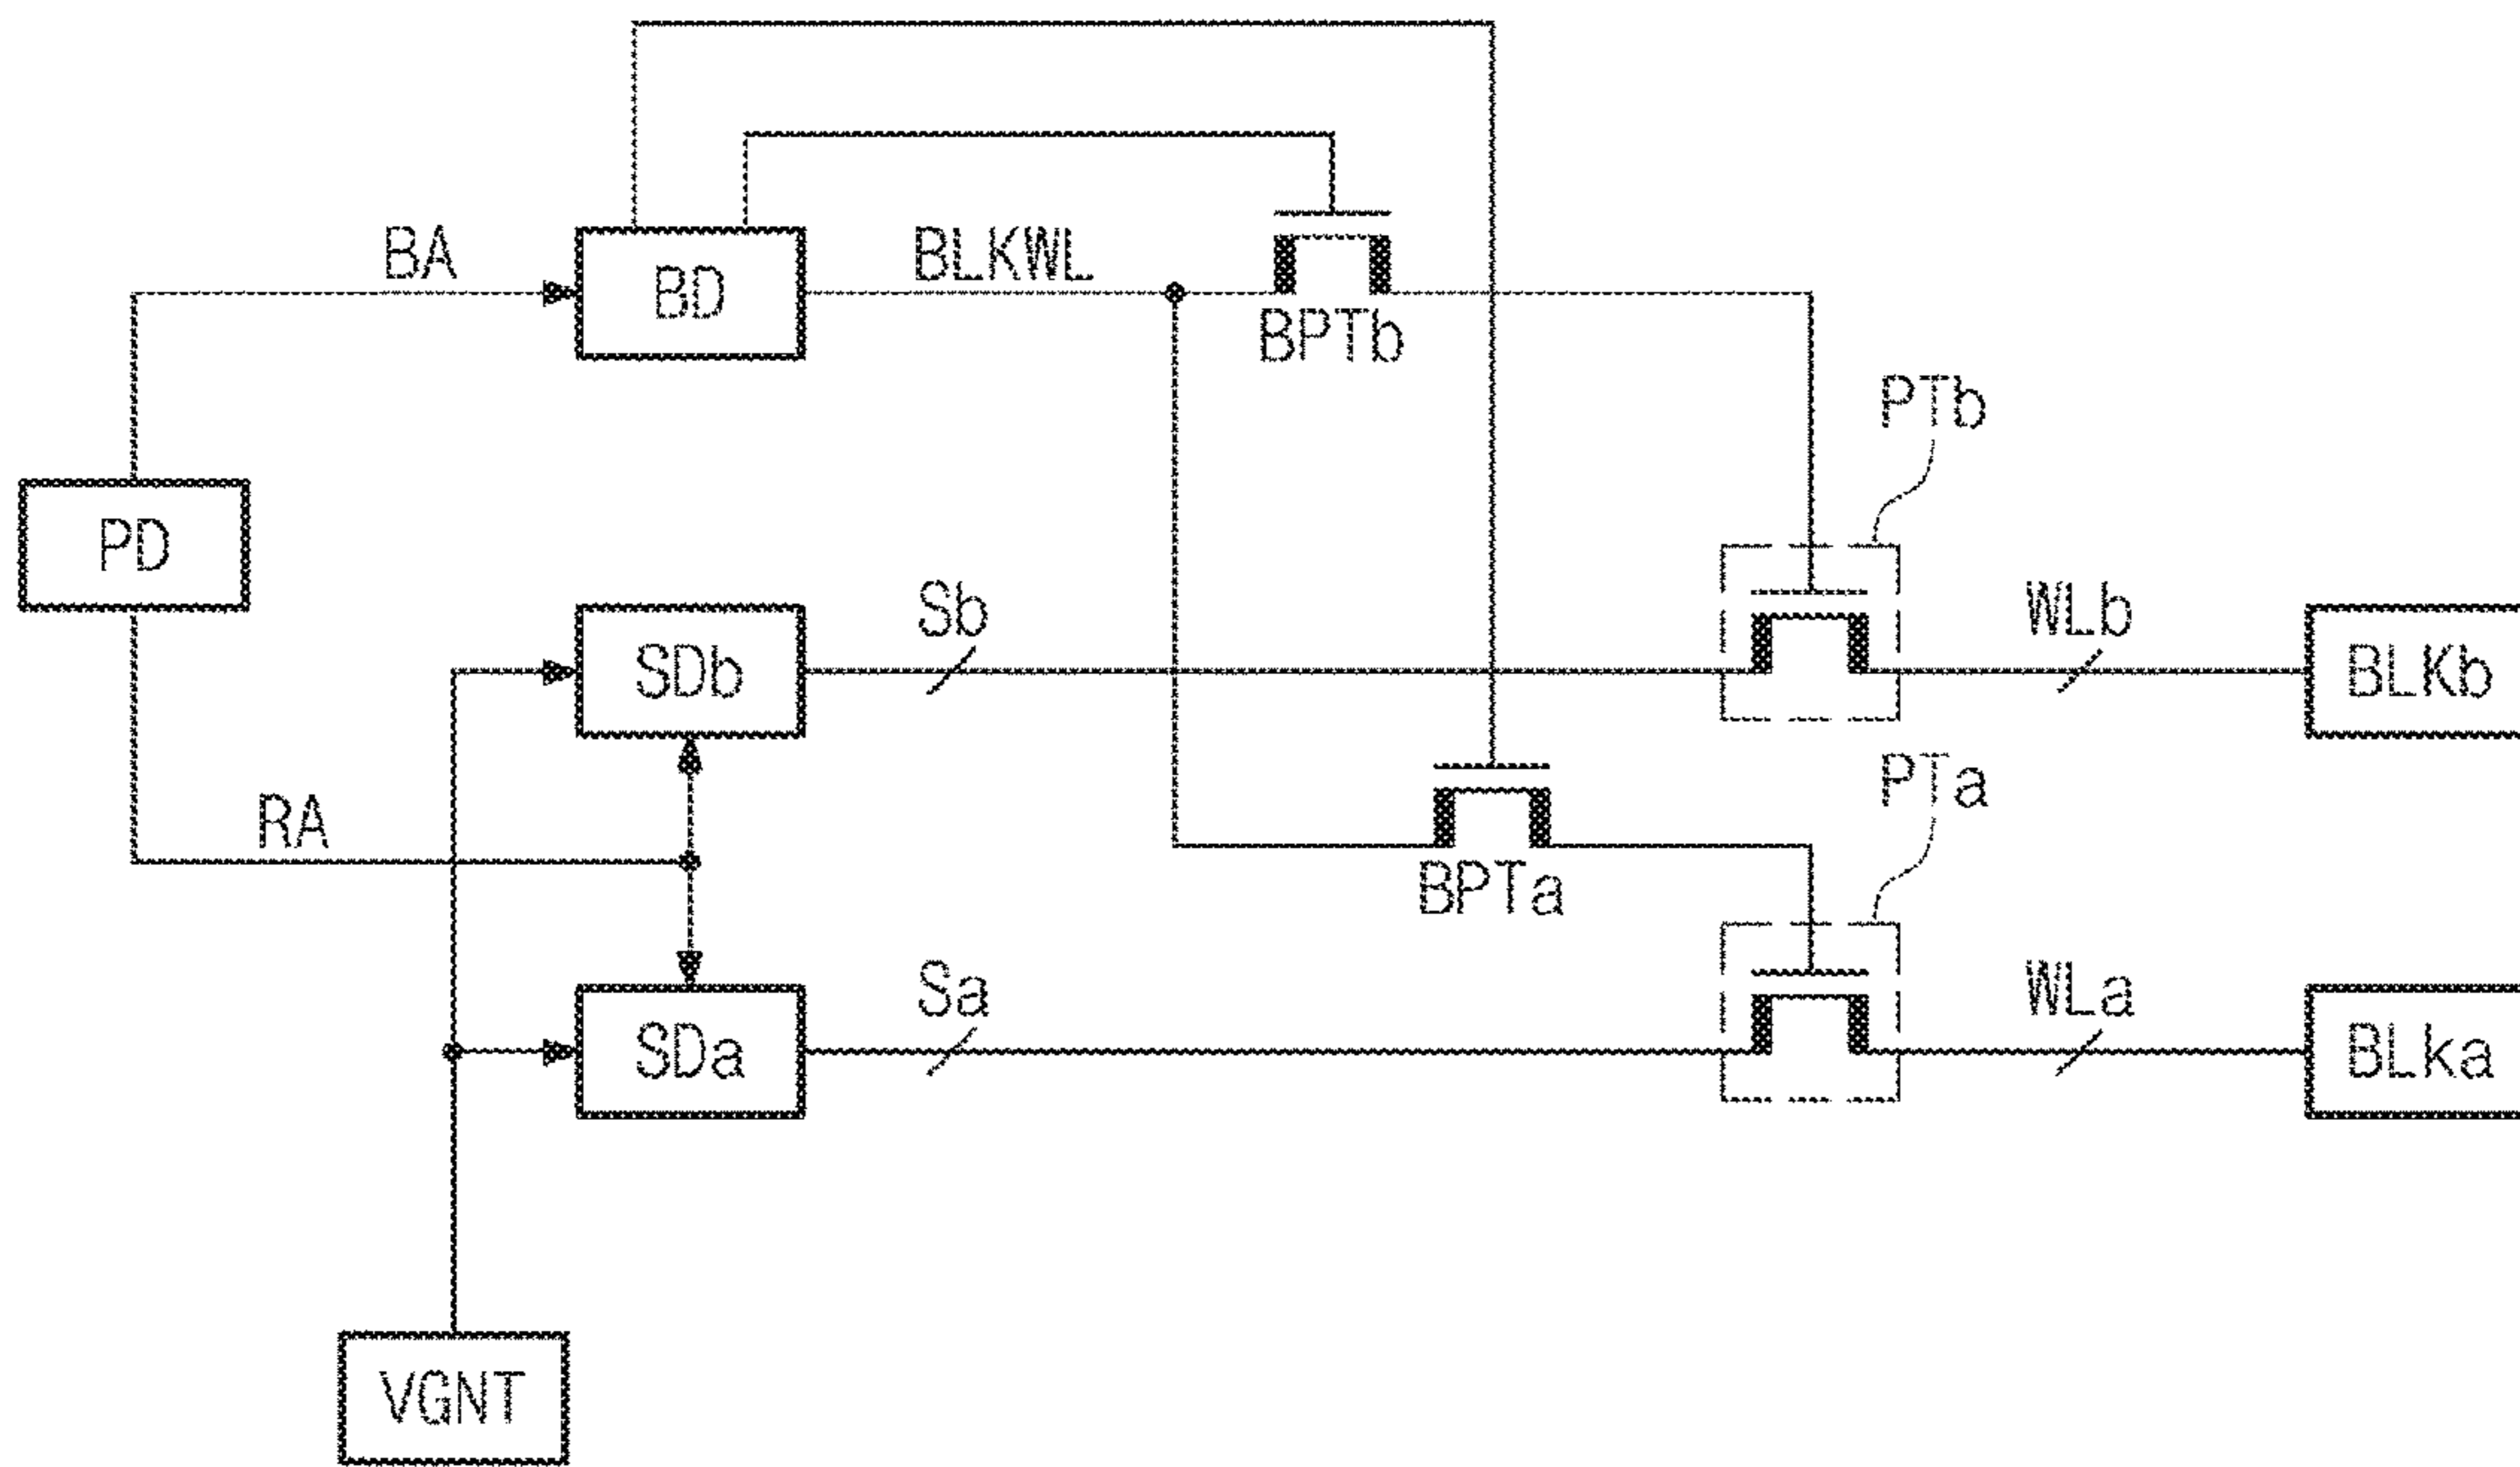 BA
BD
BLKWL
BPTb
PTb
PD
SDb
Sb
WLb
BLKb
PTa
RA
BPTa
SDa
Sa
WLa
BLka
VGNT